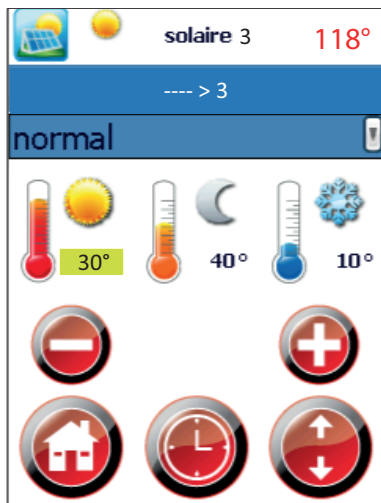 solaire 3 118°
---- > 3
normal
30° 40° 10°